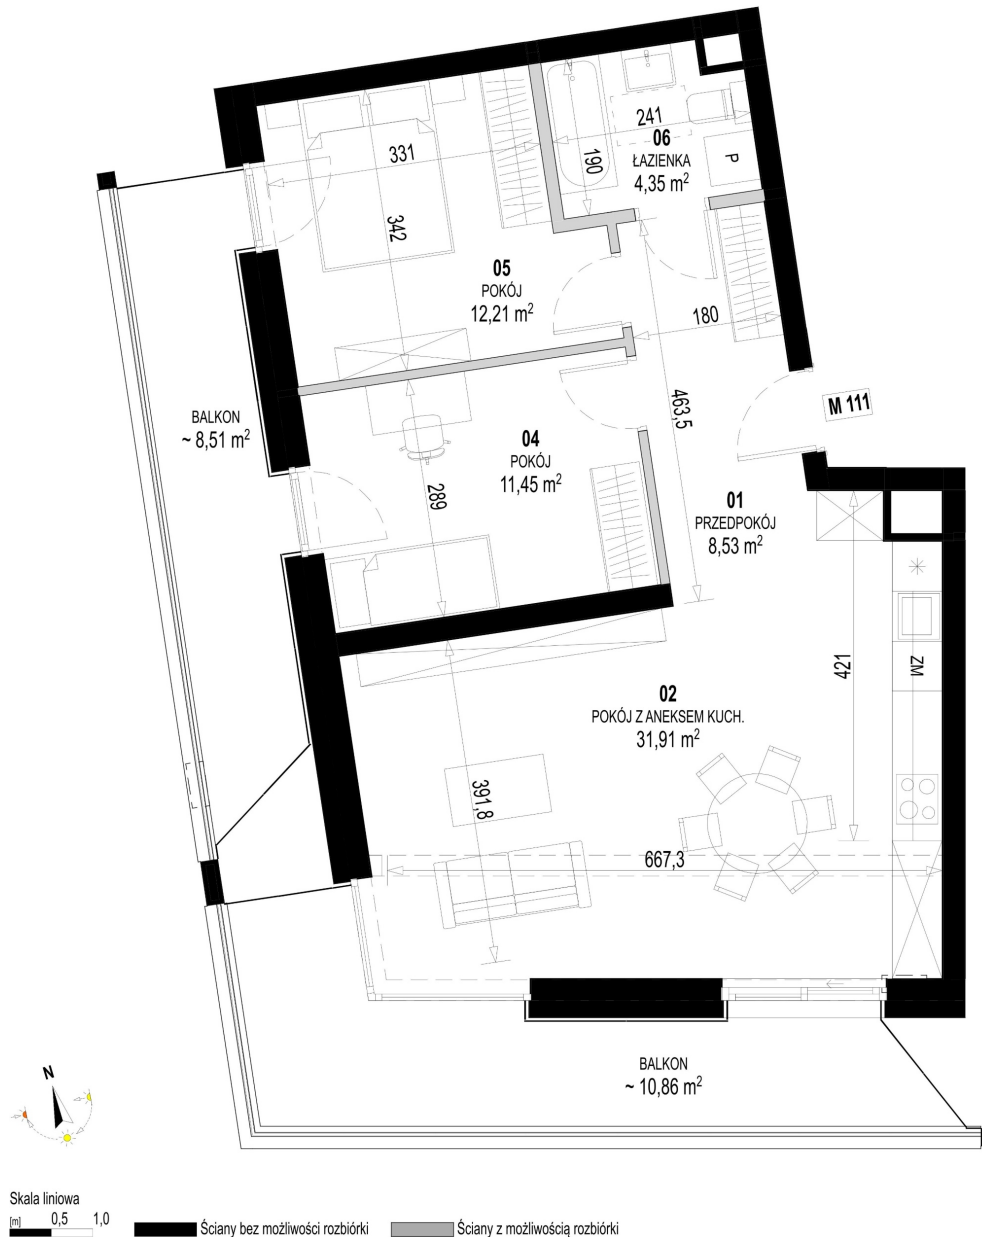 241
06
ŁAZIENKA
4,35 m²
P
190
331
342
05
POKÓJ
12,21 m²
180
463,5
M 111
BALKON
~ 8,51 m²
04
POKÓJ
11,45 m²
289
01
PRZEDPOKÓJ
8,53 m²
421
ZM
02
POKÓJ Z ANEKSEM KUCH.
31,91 m²
391,8
667,3
BALKON
~ 10,86 m²
N
Skala liniowa
[m] 0,5 1,0
Ściany bez możliwości rozbiórki
Ściany z możliwością rozbiórki